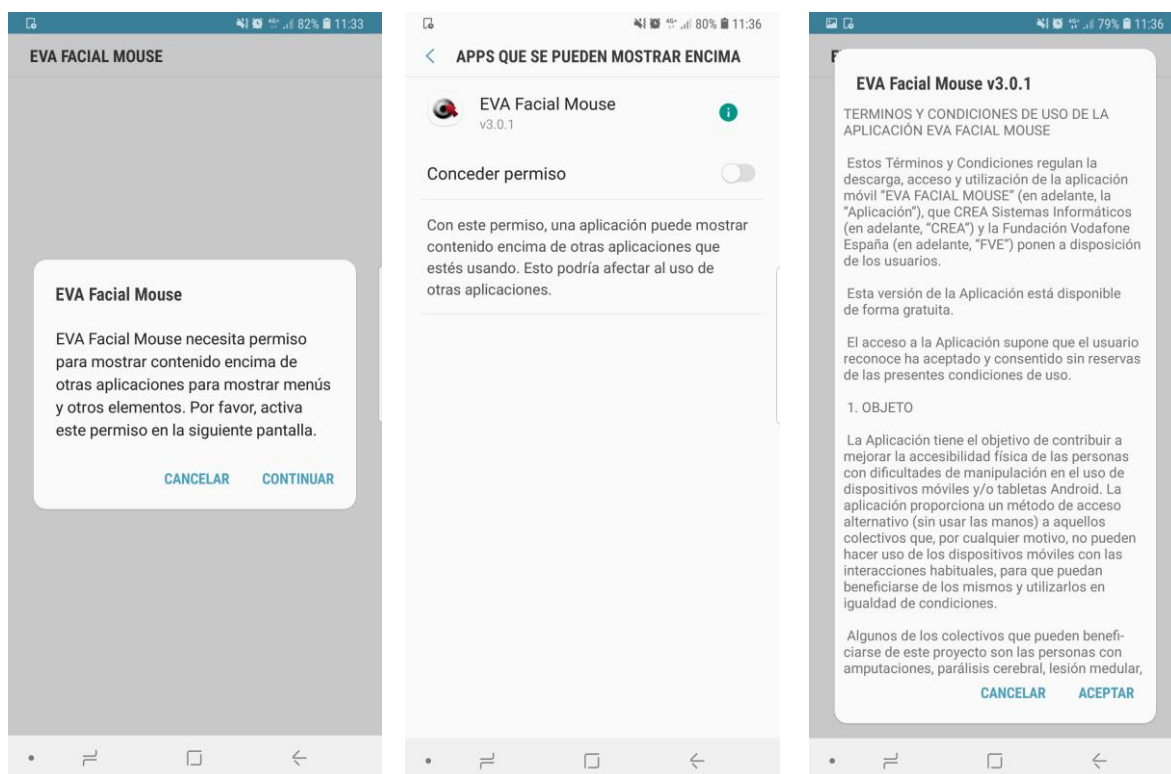 82% 11:33
EVA FACIAL MOUSE
EVA Facial Mouse
EVA Facial Mouse necesita permiso
para mostrar contenido encima de
otras aplicaciones para mostrar menús
y otros elementos. Por favor, activa
este permiso en la siguiente pantalla.
CANCELAR CONTINUAR
80% 11:36
APPS QUE SE PUEDEN MOSTRAR ENCIMA
EVA Facial Mouse
v3.0.1
Conceder permiso
Con este permiso, una aplicación puede mostrar
contenido encima de otras aplicaciones que
estés usando. Esto podría afectar al uso de
otras aplicaciones.
79% 11:36
EVA Facial Mouse v3.0.1
TERMINOS Y CONDICIONES DE USO DE LA
APLICACIÓN EVA FACIAL MOUSE
Estos Términos y Condiciones regulan la
descarga, acceso y utilización de la aplicación
móvil “EVA FACIAL MOUSE” (en adelante, la
“Aplicación”), que CREA Sistemas Informáticos
(en adelante, “CREA”) y la Fundación Vodafone
España (en adelante, “FVE”) ponen a disposición
de los usuarios.
Esta versión de la Aplicación está disponible
de forma gratuita.
El acceso a la Aplicación supone que el usuario
reconoce ha aceptado y consentido sin reservas
de las presentes condiciones de uso.
1. OBJETO
La Aplicación tiene el objetivo de contribuir a
mejorar la accesibilidad física de las personas
con dificultades de manipulación en el uso de
dispositivos móviles y/o tabletas Android. La
aplicación proporciona un método de acceso
alternativo (sin usar las manos) a aquellos
colectivos que, por cualquier motivo, no pueden
hacer uso de los dispositivos móviles con las
interacciones habituales, para que puedan
beneficiarse de los mismos y utilizarlos en
igualdad de condiciones.
Algunos de los colectivos que pueden benefi-
ciarse de este proyecto son las personas con
amputaciones, parálisis cerebral, lesión medular,
CANCELAR ACEPTAR